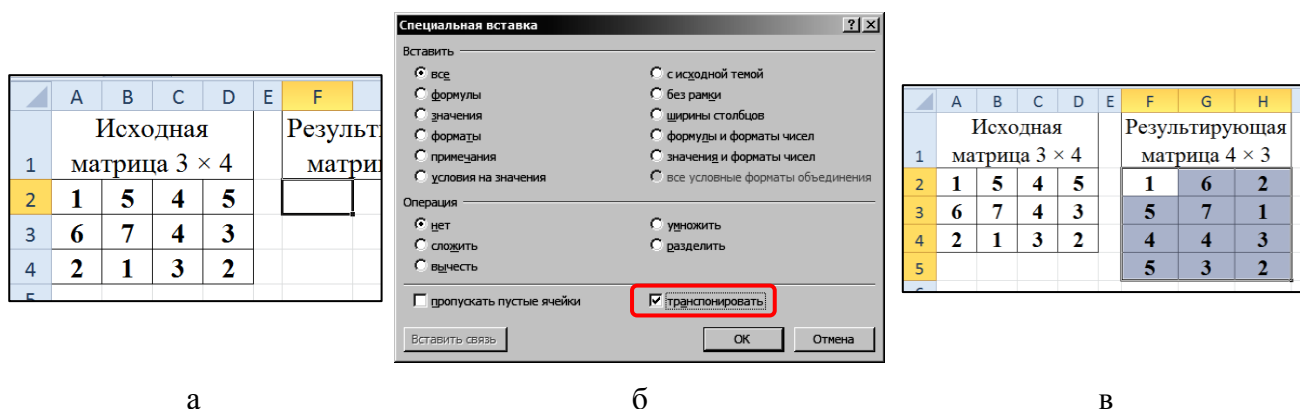 A B C D E F
Исходная Резуль
1 матрица 3 × 4 матри
2 1 5 4 5
3 6 7 4 3
4 2 1 3 2
Специальная вставка
Вставить
все с исходной темой
формулы без рамки
значения ширины столбцов
форматы формулы и форматы чисел
примечания значения и форматы чисел
условия на значения все условные форматы объединения
Операция
нет умножить
сложить разделить
вычесть
пропускать пустые ячейки транспонировать
Вставить связь ОК Отмена
A B C D E F G H
Исходная Результирующая
1 матрица 3 × 4 матрица 4 × 3
2 1 5 4 5 1 6 2
3 6 7 4 3 5 7 1
4 2 1 3 2 4 4 3
5 5 3 2
а б в